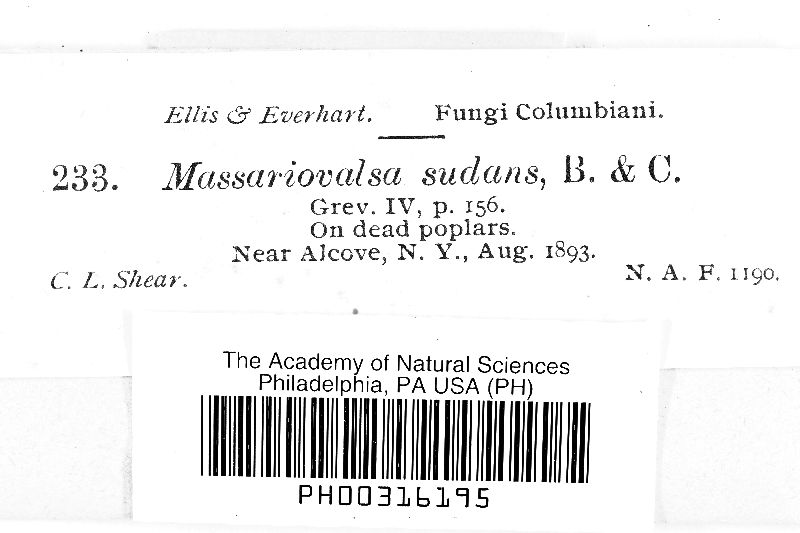 Ellis & Everhart. Fungi Columbiani.
233. Massariovalsa sudans, B. & C.
Grev. IV, p. 156.
On dead poplars.
Near Alcove, N. Y., Aug. 1893.
C. L. Shear. N. A. F. 1190.
The Academy of Natural Sciences
Philadelphia, PA USA (PH)
PH00316195